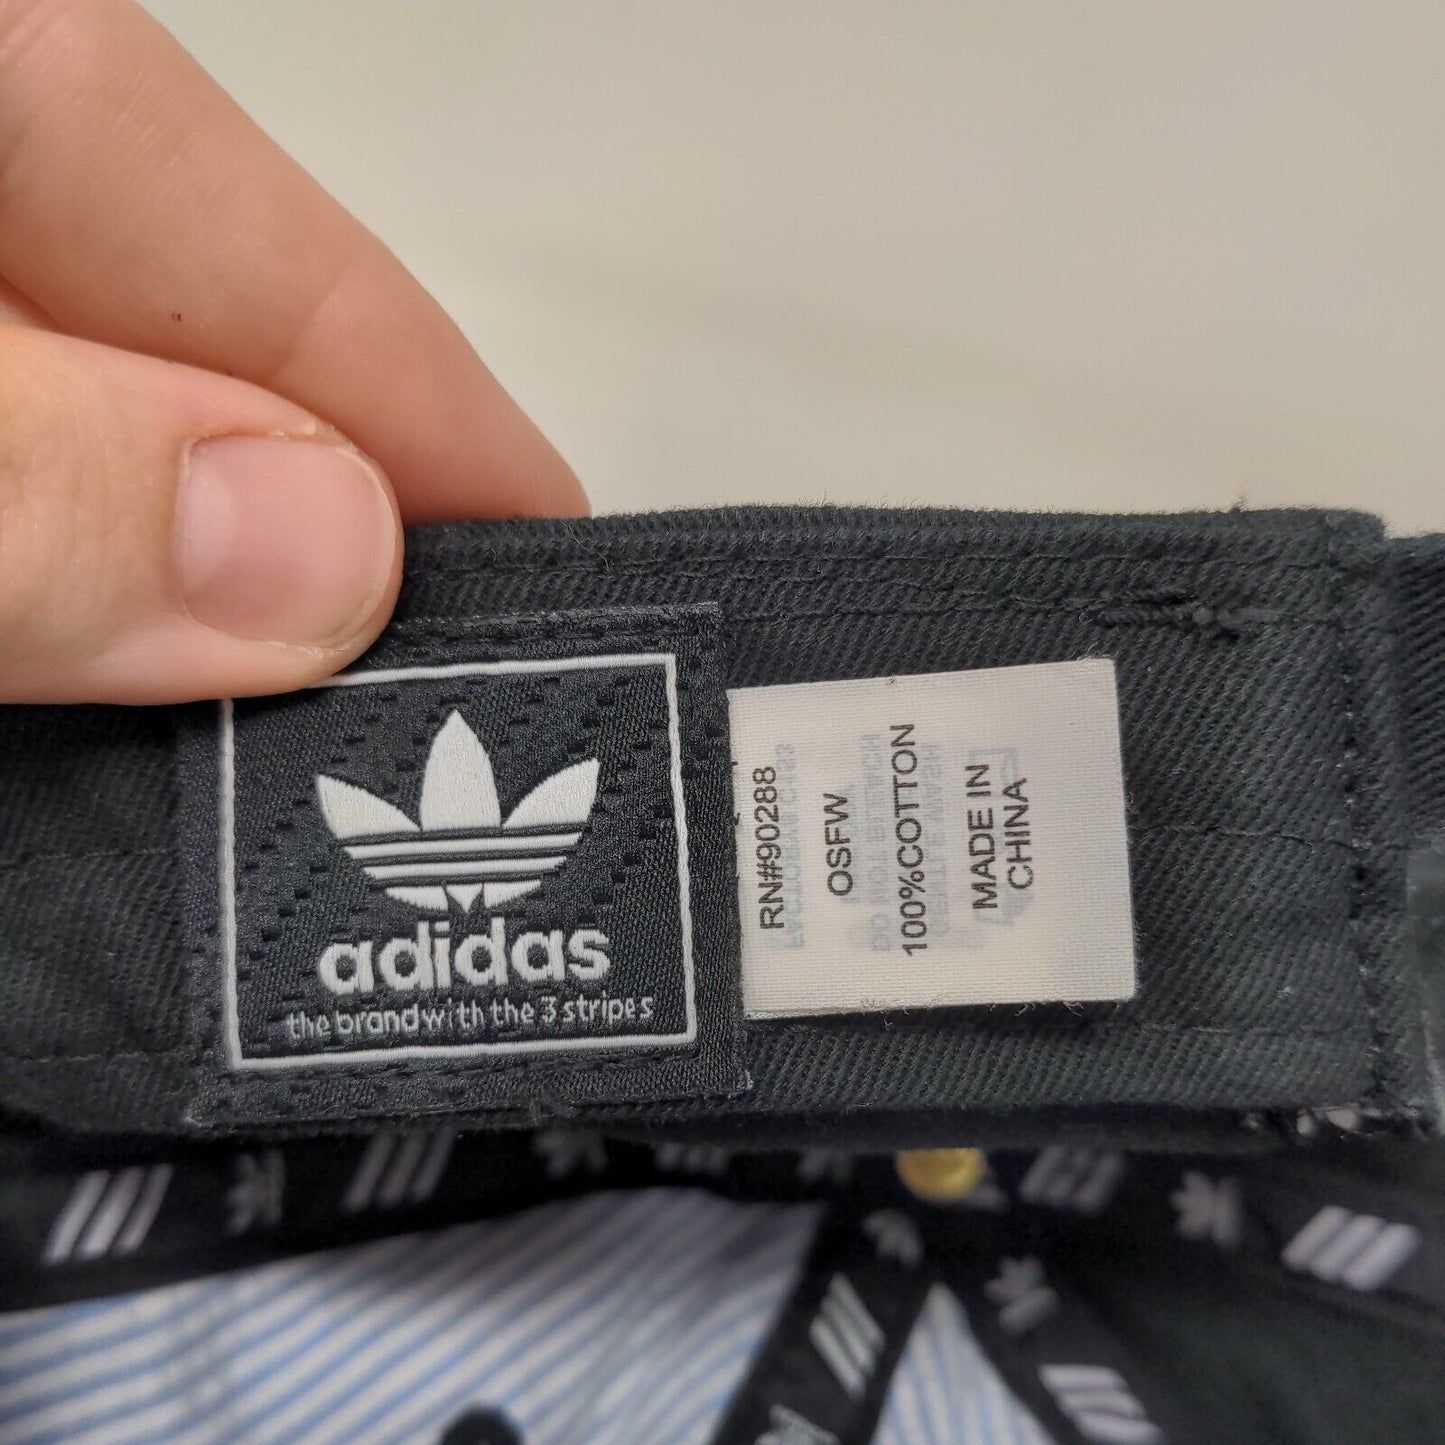 adidas
the brand with the 3 stripes
RN#90288
OSFW
100%COTTON
MADE IN
CHINA